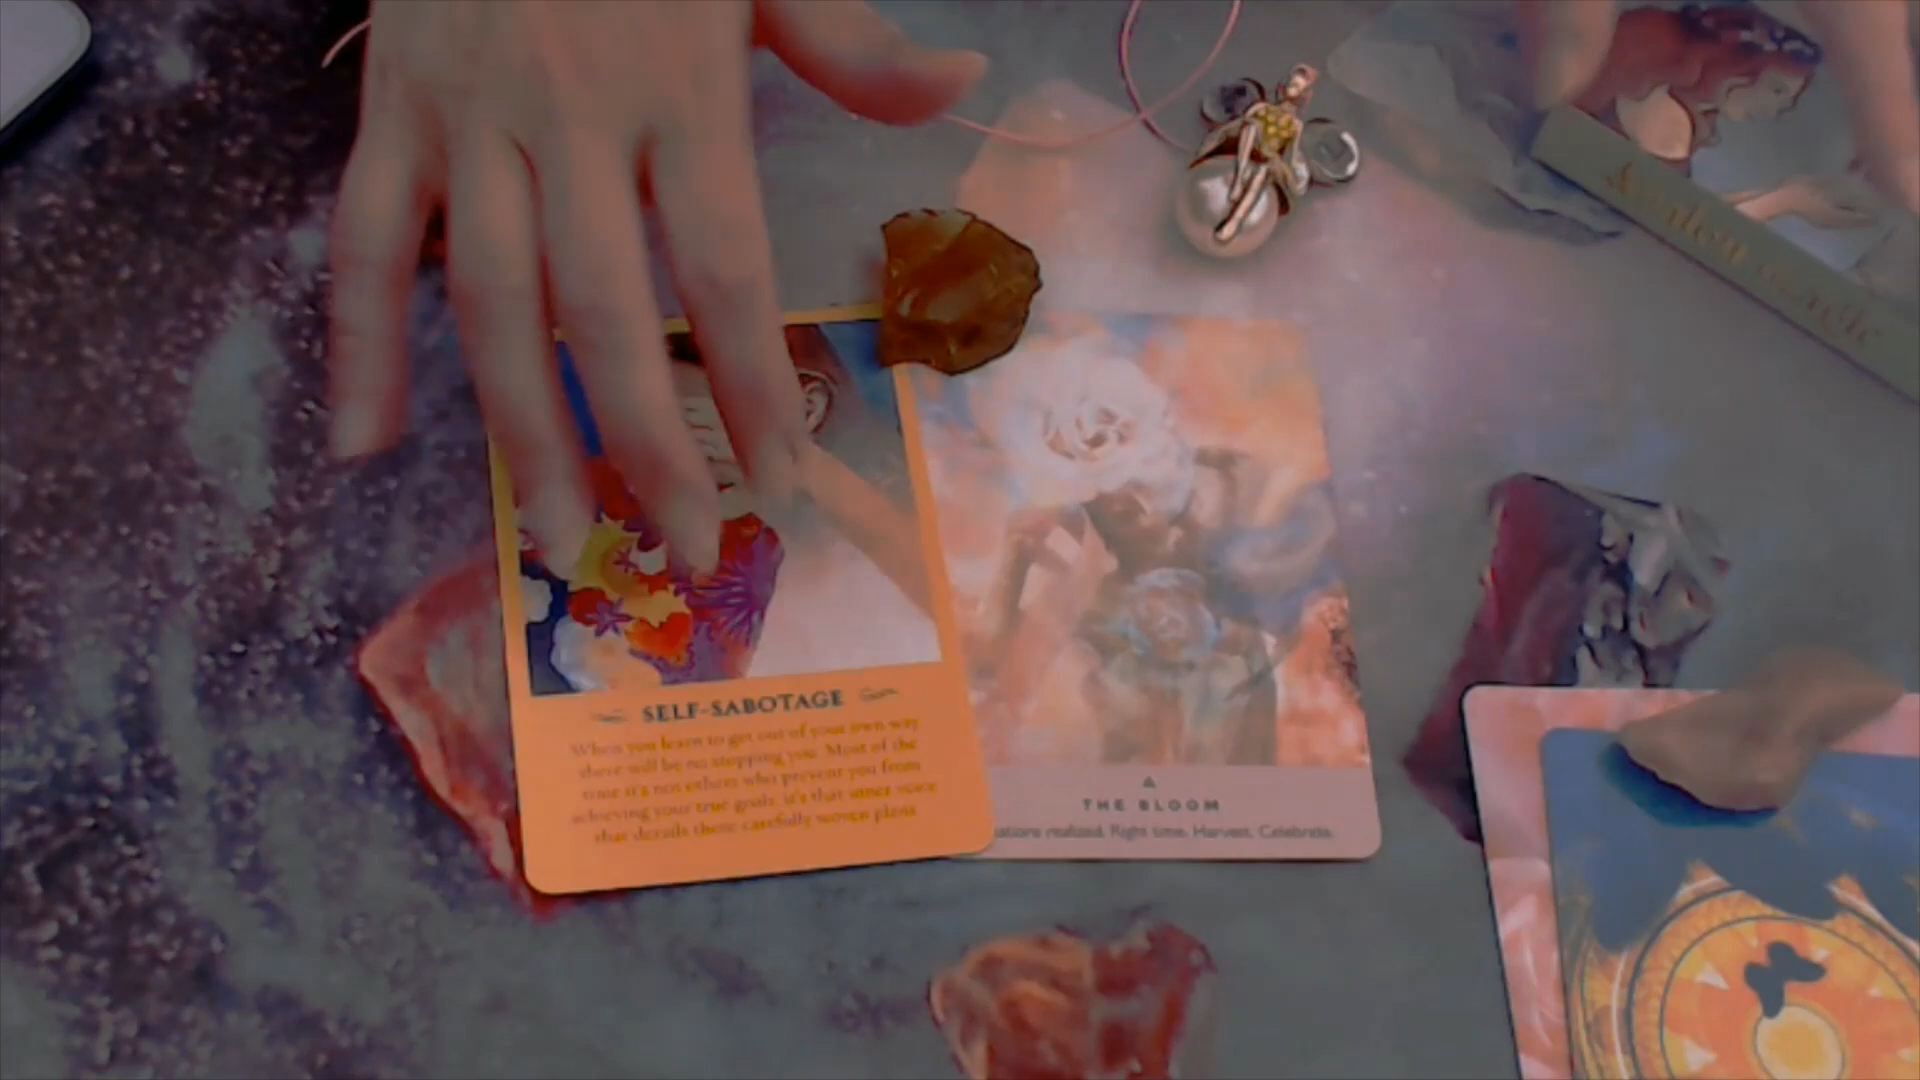 SELF-SABOTAGE
When you learn to get out of your own way
there will be no stopping you. Most of the
time it's not others who prevent you from
achieving your true goals, it's that inner voice
that derails those carefully woven plans
THE BLOOM
realized. Right time. Harvest. Celebrate.